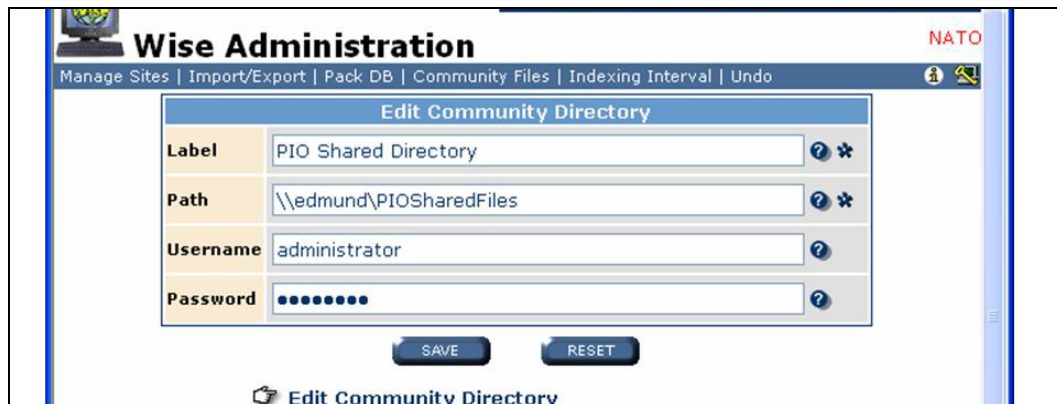 Wise Administration
NATO
Manage Sites | Import/Export | Pack DB | Community Files | Indexing Interval | Undo
Edit Community Directory
Label PIO Shared Directory
Path \\edmund\PIOSharedFiles
Username administrator
Password ••••••••
SAVE RESET
Edit Community Directory